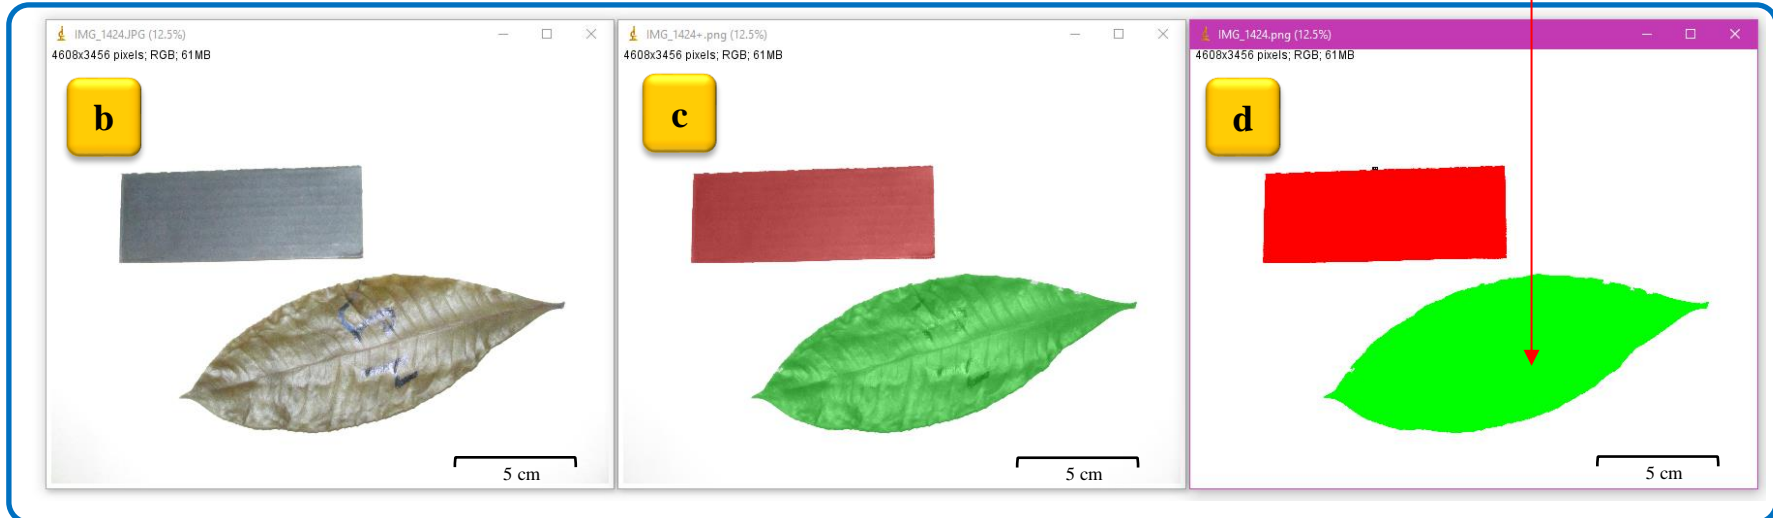 IMG_1424.JPG (12.5%)
4608x3456 pixels; RGB; 61MB
b
5 cm
IMG_1424+.png (12.5%)
4608x3456 pixels; RGB; 61MB
c
5 cm
IMG_1424.png (12.5%)
4608x3456 pixels; RGB; 61MB
d
5 cm